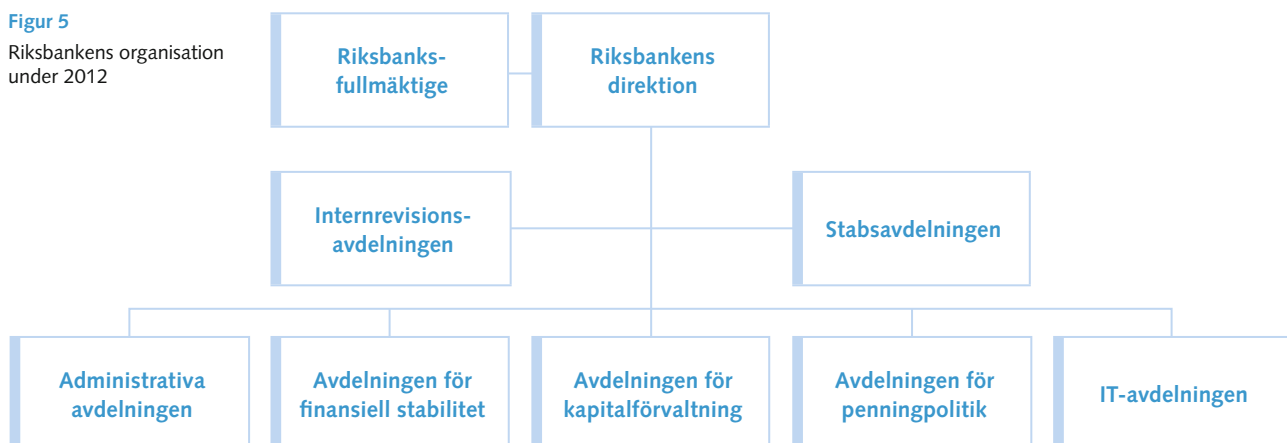 Figur 5
Riksbankens organisation
under 2012
Riksbanks-
fullmäktige
Riksbankens
direktion
Internrevisions-
avdelningen
Stabsavdelningen
Administrativa
avdelningen
Avdelningen för
finansiell stabilitet
Avdelningen för
kapitalförvaltning
Avdelningen för
penningpolitik
IT-avdelningen